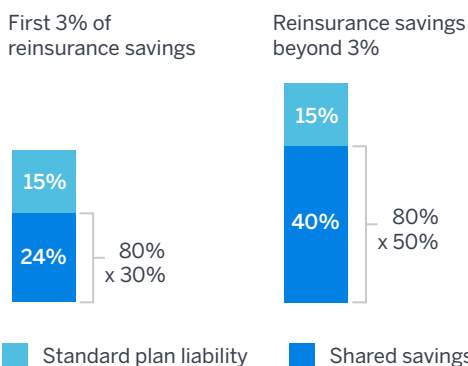 First 3% of
reinsurance savings
Reinsurance savings
beyond 3%
15%
24%
80%
x 30%
15%
40%
80%
x 50%
Standard plan liability
Shared savings